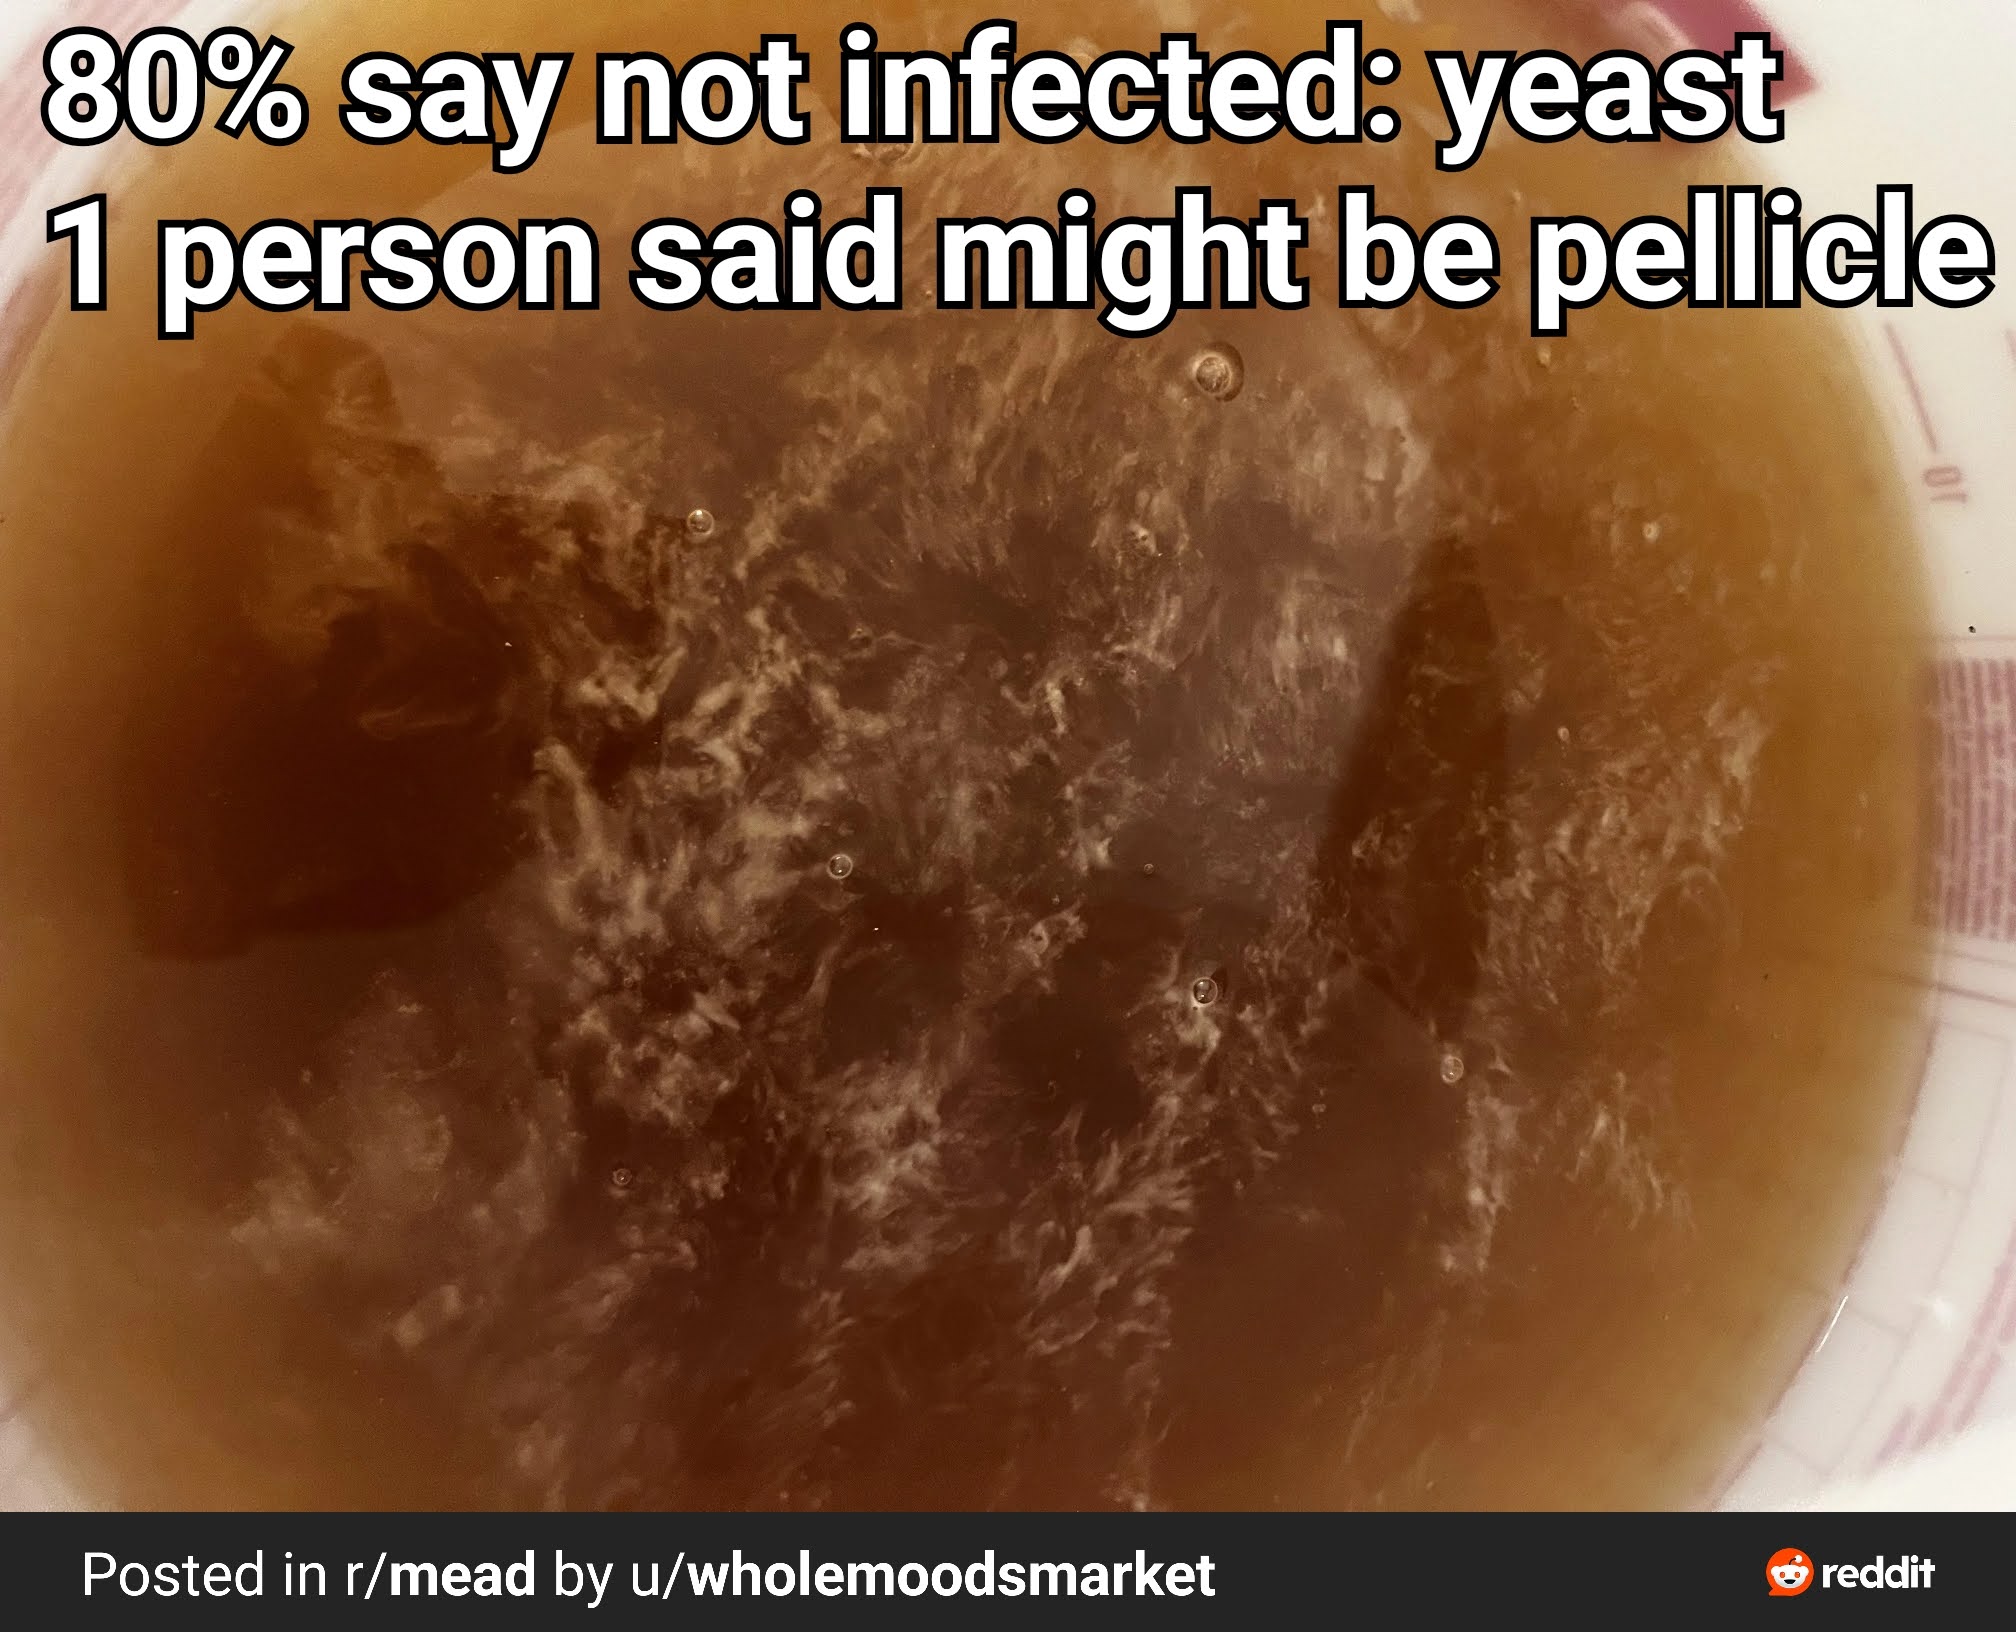 80% say not infected: yeast
1 person said might be pellicle
Posted in r/mead by u/wholemoodsmarket
reddit